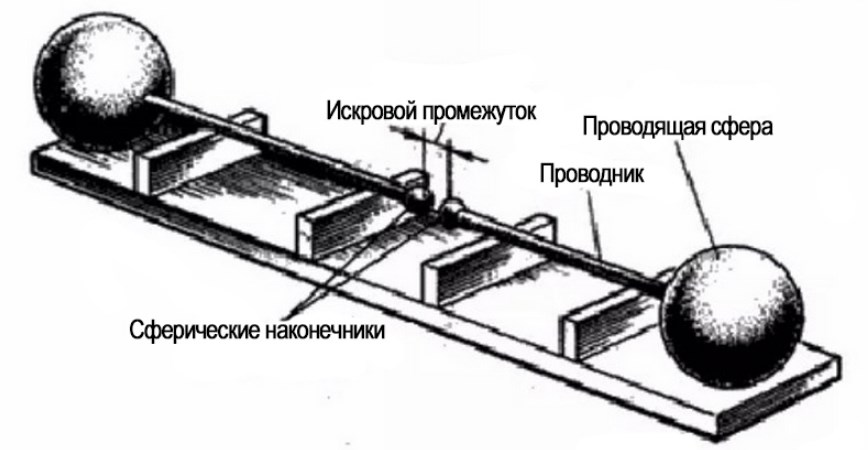 Искровой промежуток
Проводящая сфера
Проводник
Сферические наконечники